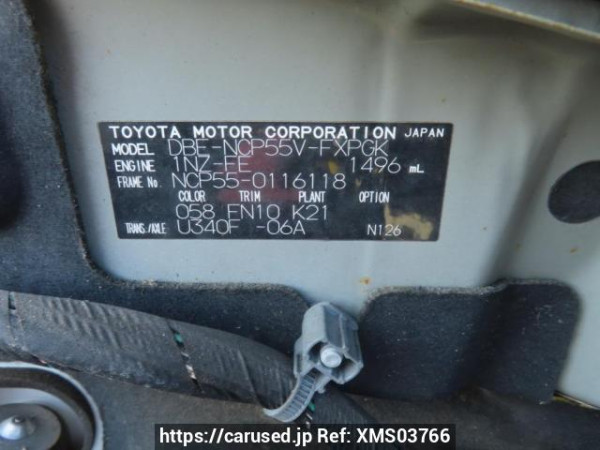 TOYOTA MOTOR CORPORATION JAPAN
MODEL DBE-NCP55V-FXPGK
ENGINE 1NZ-FE 1496 mL
FRAME No. NCP55-0116118
COLOR TRIM PLANT OPTION
058 FN10 K21
TRANS./AXLE U340F -06A N126
https://carused.jp Ref: XMS03766